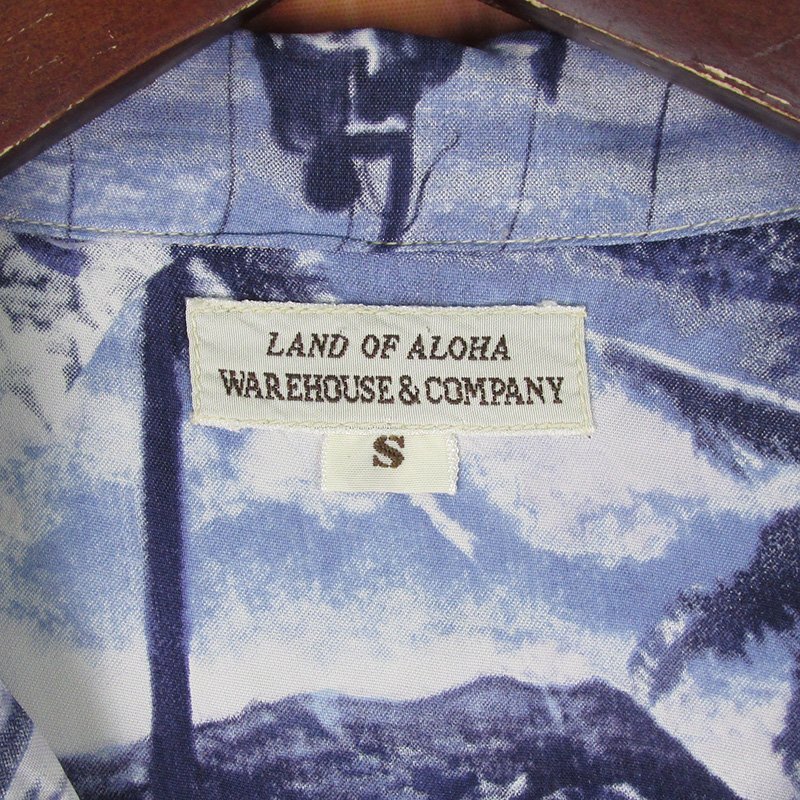 LAND OF ALOHA
WAREHOUSE & COMPANY
S